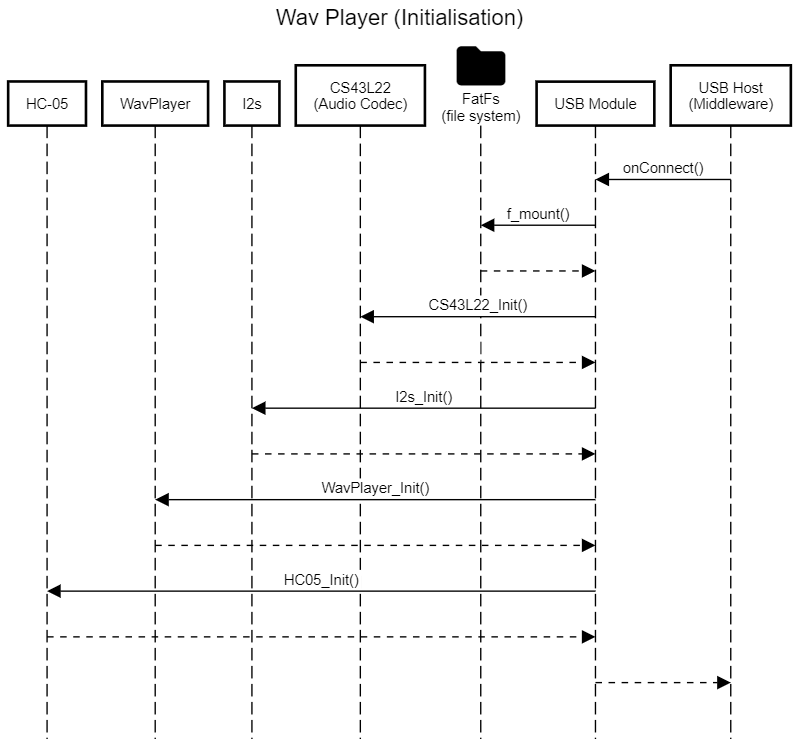 Wav Player (Initialisation)
HC-05
WavPlayer
I2s
CS43L22
(Audio Codec)
FatFs
(file system)
USB Module
USB Host
(Middleware)
onConnect()
f_mount()
CS43L22_Init()
I2s_Init()
WavPlayer_Init()
HC05_Init()